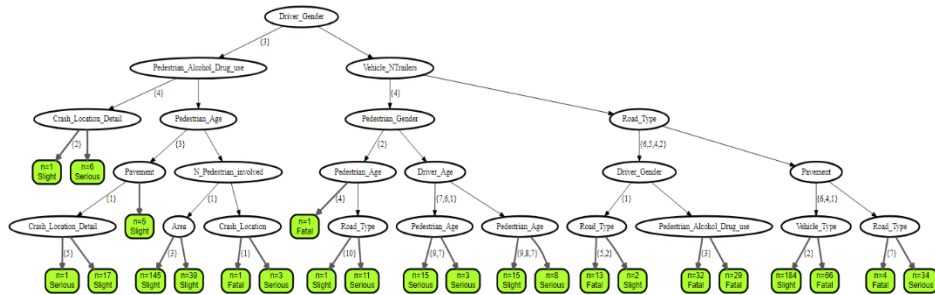 Driver_Gender
{3}
Pedestrian_Alcohol_Drug_use
Vehicle_NTrailers
{4}
{4}
Crash_Location_Detail
Pedestrian_Age
Pedestrian_Gender
Road_Type
{2}
{3}
{2}
{6,5,4,2}
n=1
Slight
n=6
Serious
Pavement
N_Pedestrian_involved
Pedestrian_Age
Driver_Age
Driver_Gender
Pavement
{1}
{1}
{4}
{7,6,1}
{1}
{6,4,1}
Crash_Location_Detail
n=5
Slight
Area
Crash_Location
n=1
Fatal
Road_Type
Pedestrian_Age
Pedestrian_Age
Road_Type
Pedestrian_Alcohol_Drug_use
Vehicle_Type
Road_Type
{5}
{3}
{1}
{10}
{9,7}
{9,8,7}
{5,2}
{3}
{2}
{7}
n=1
Serious
n=17
Slight
n=145
Slight
n=39
Slight
n=1
Fatal
n=3
Serious
n=1
Slight
n=11
Serious
n=15
Serious
n=3
Serious
n=15
Slight
n=8
Serious
n=13
Fatal
n=2
Slight
n=32
Fatal
n=29
Fatal
n=184
Slight
n=66
Fatal
n=4
Fatal
n=34
Serious